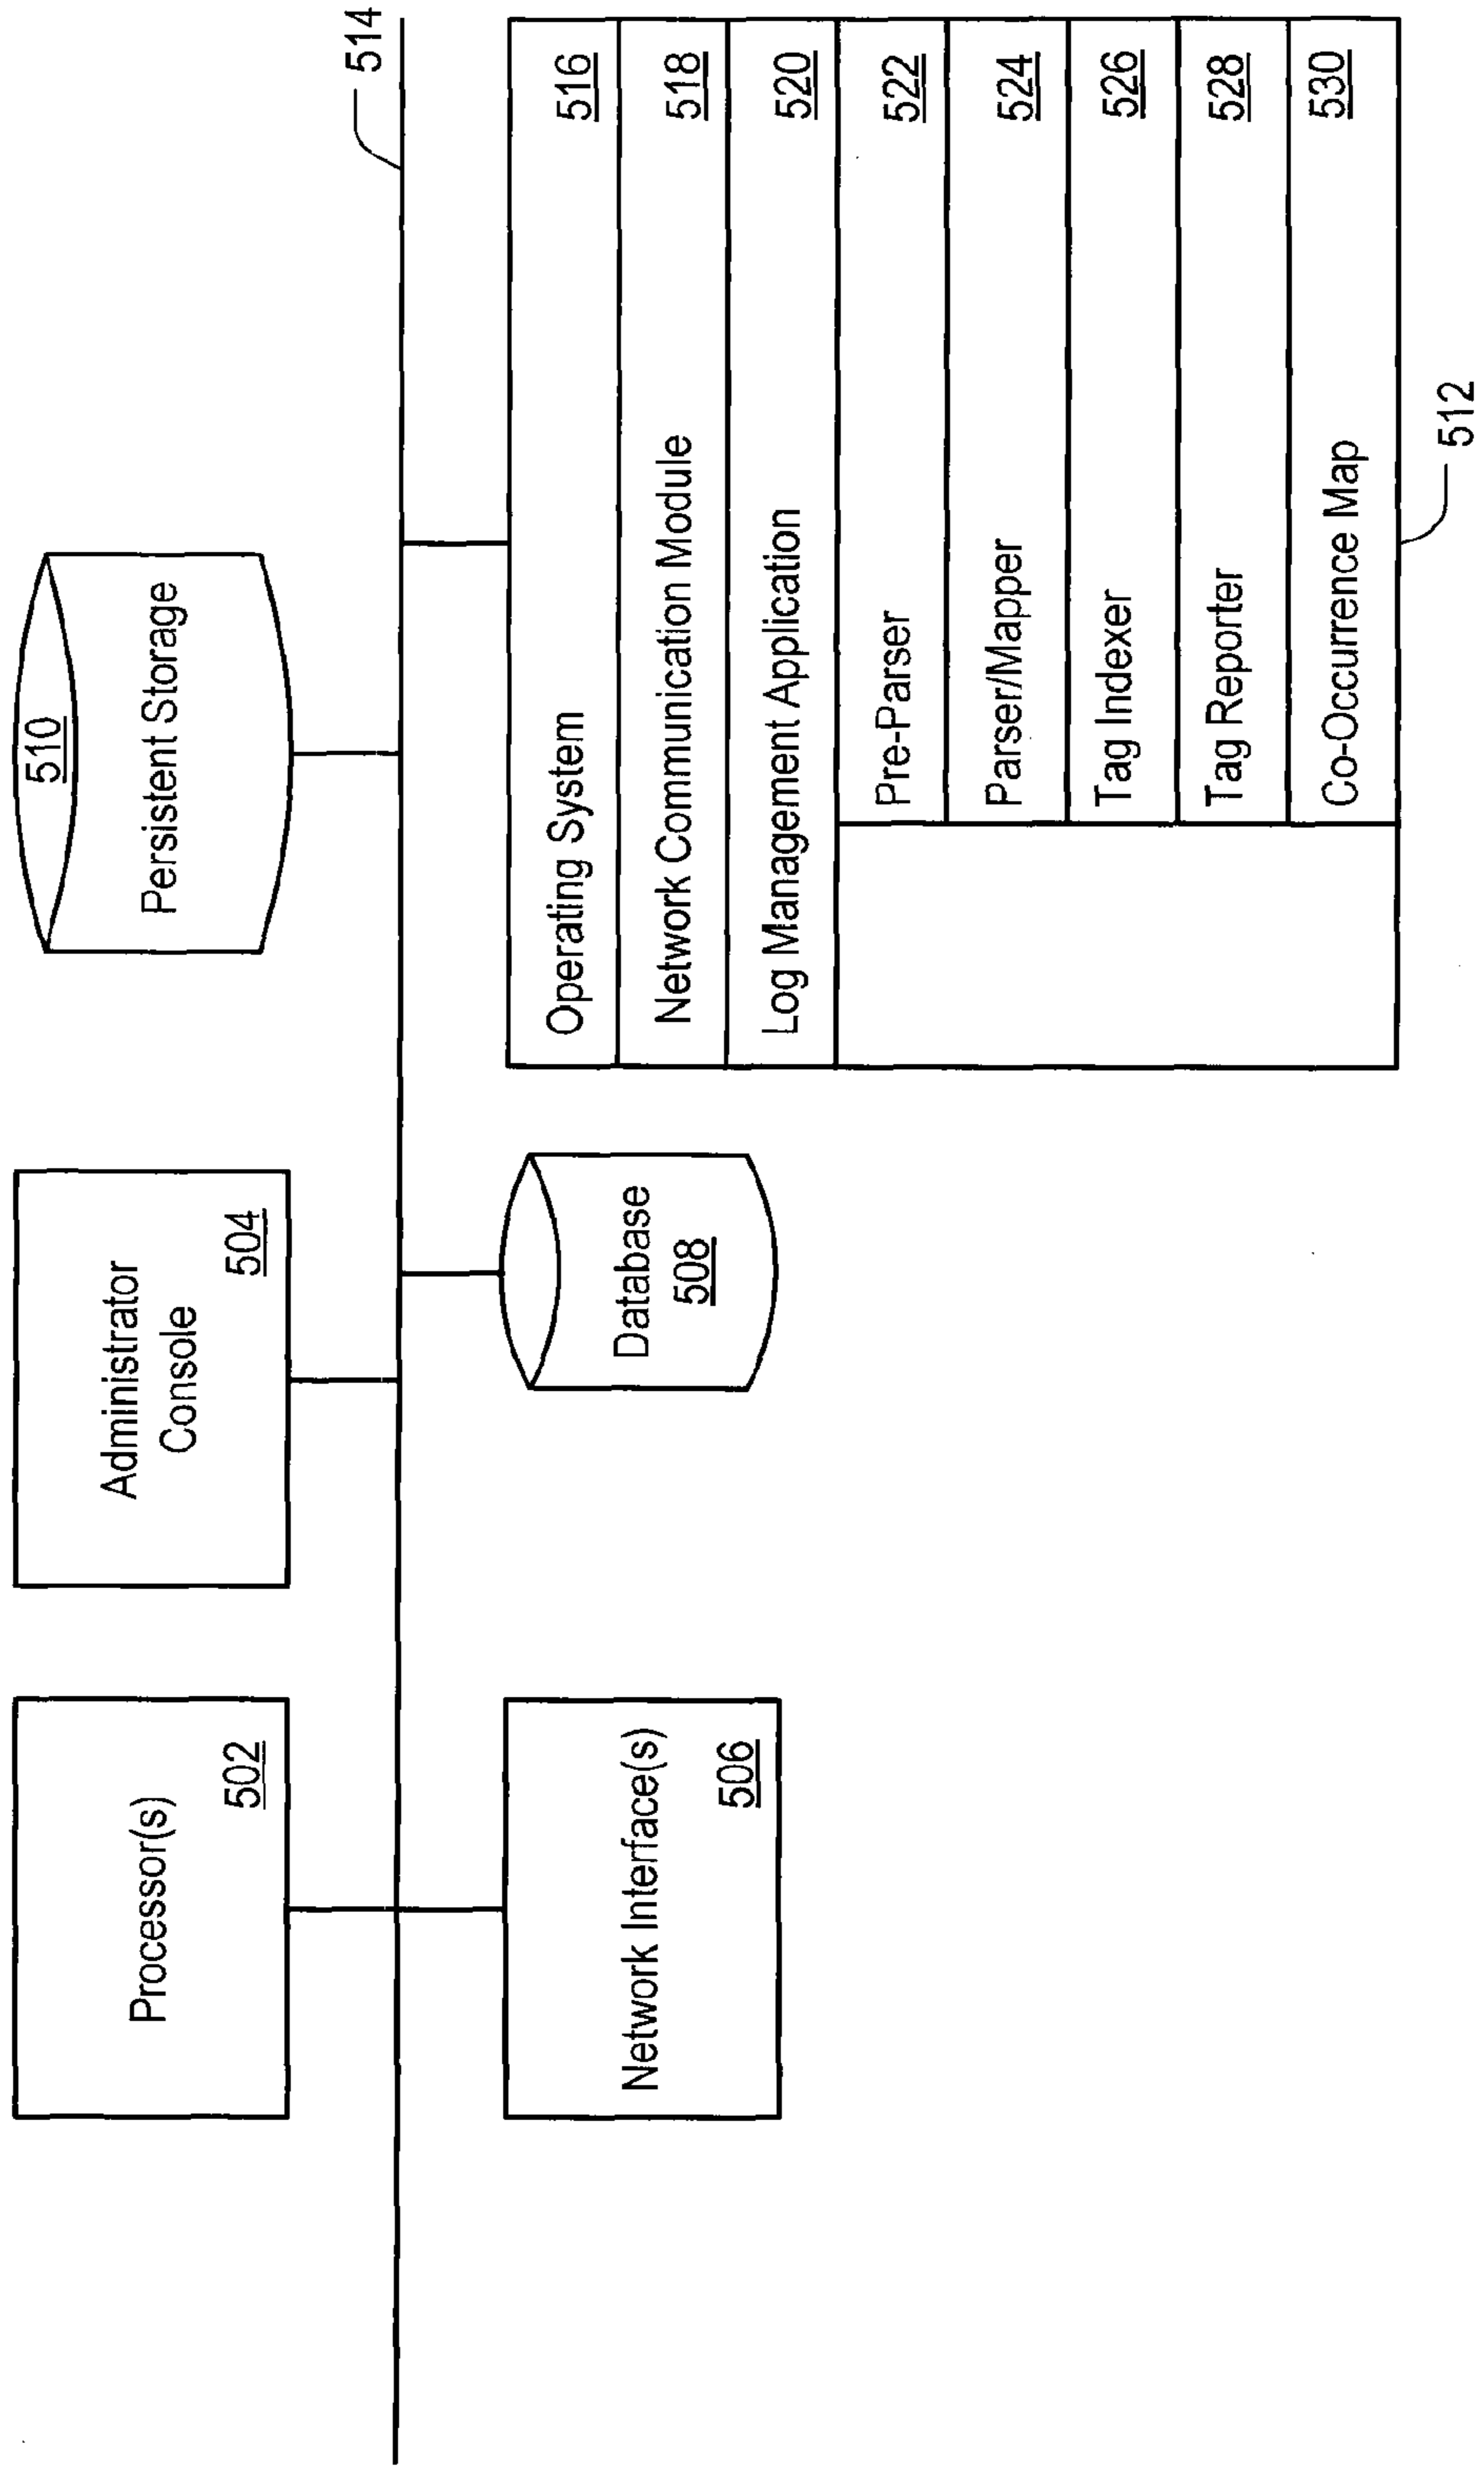 Processor(s)
502
Administrator
Console
504
510
Persistent Storage
514
Network Interface(s)
506
Database
508
Operating System 516
Network Communication Module 518
Log Management Application 520
Pre-Parser 522
Parser/Mapper 524
Tag Indexer 526
Tag Reporter 528
Co-Occurrence Map 530
512